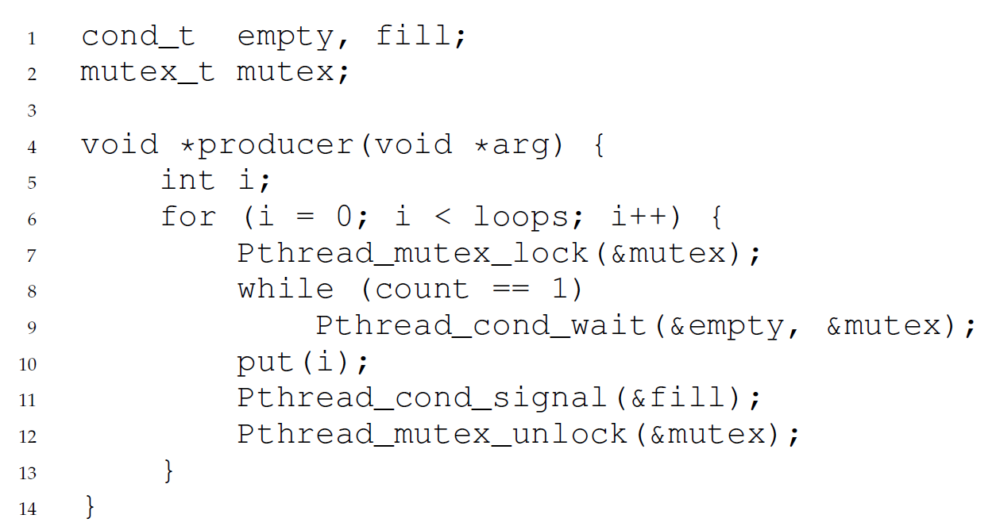 1 cond_t  empty, fill;
2 mutex_t mutex;
3
4 void *producer(void *arg) {
5     int i;
6     for (i = 0; i < loops; i++) {
7         Pthread_mutex_lock(&mutex);
8         while (count == 1)
9             Pthread_cond_wait(&empty, &mutex);
10         put(i);
11         Pthread_cond_signal(&fill);
12         Pthread_mutex_unlock(&mutex);
13     }
14 }